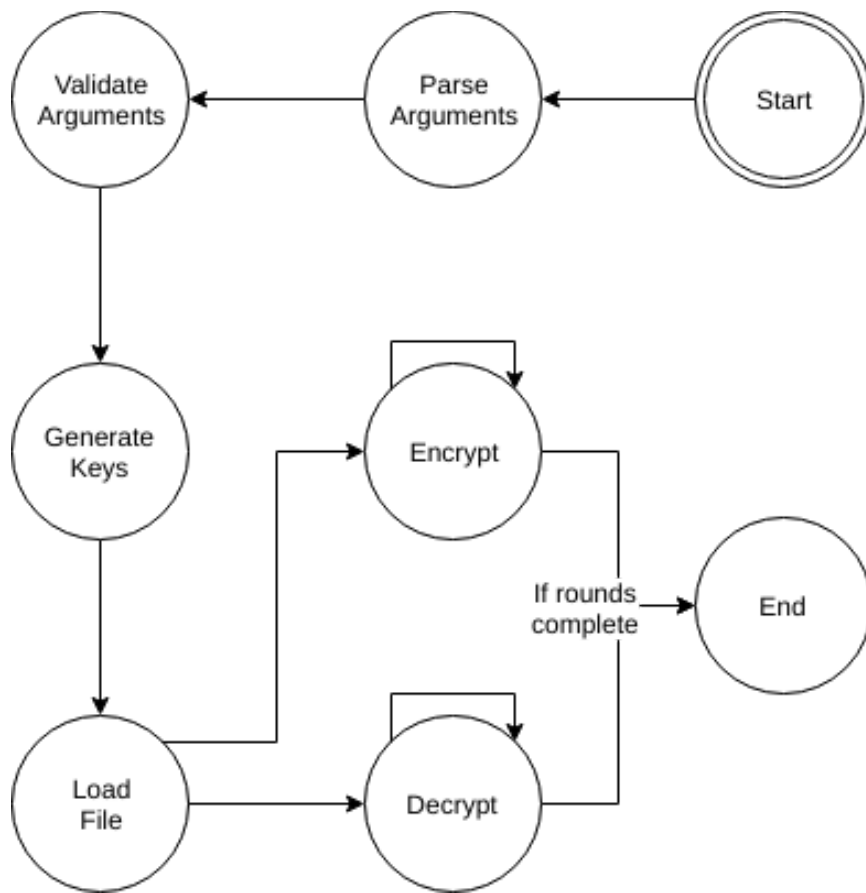 Validate
Arguments
Parse
Arguments
Start
Generate
Keys
Encrypt
If rounds
complete
End
Load
File
Decrypt